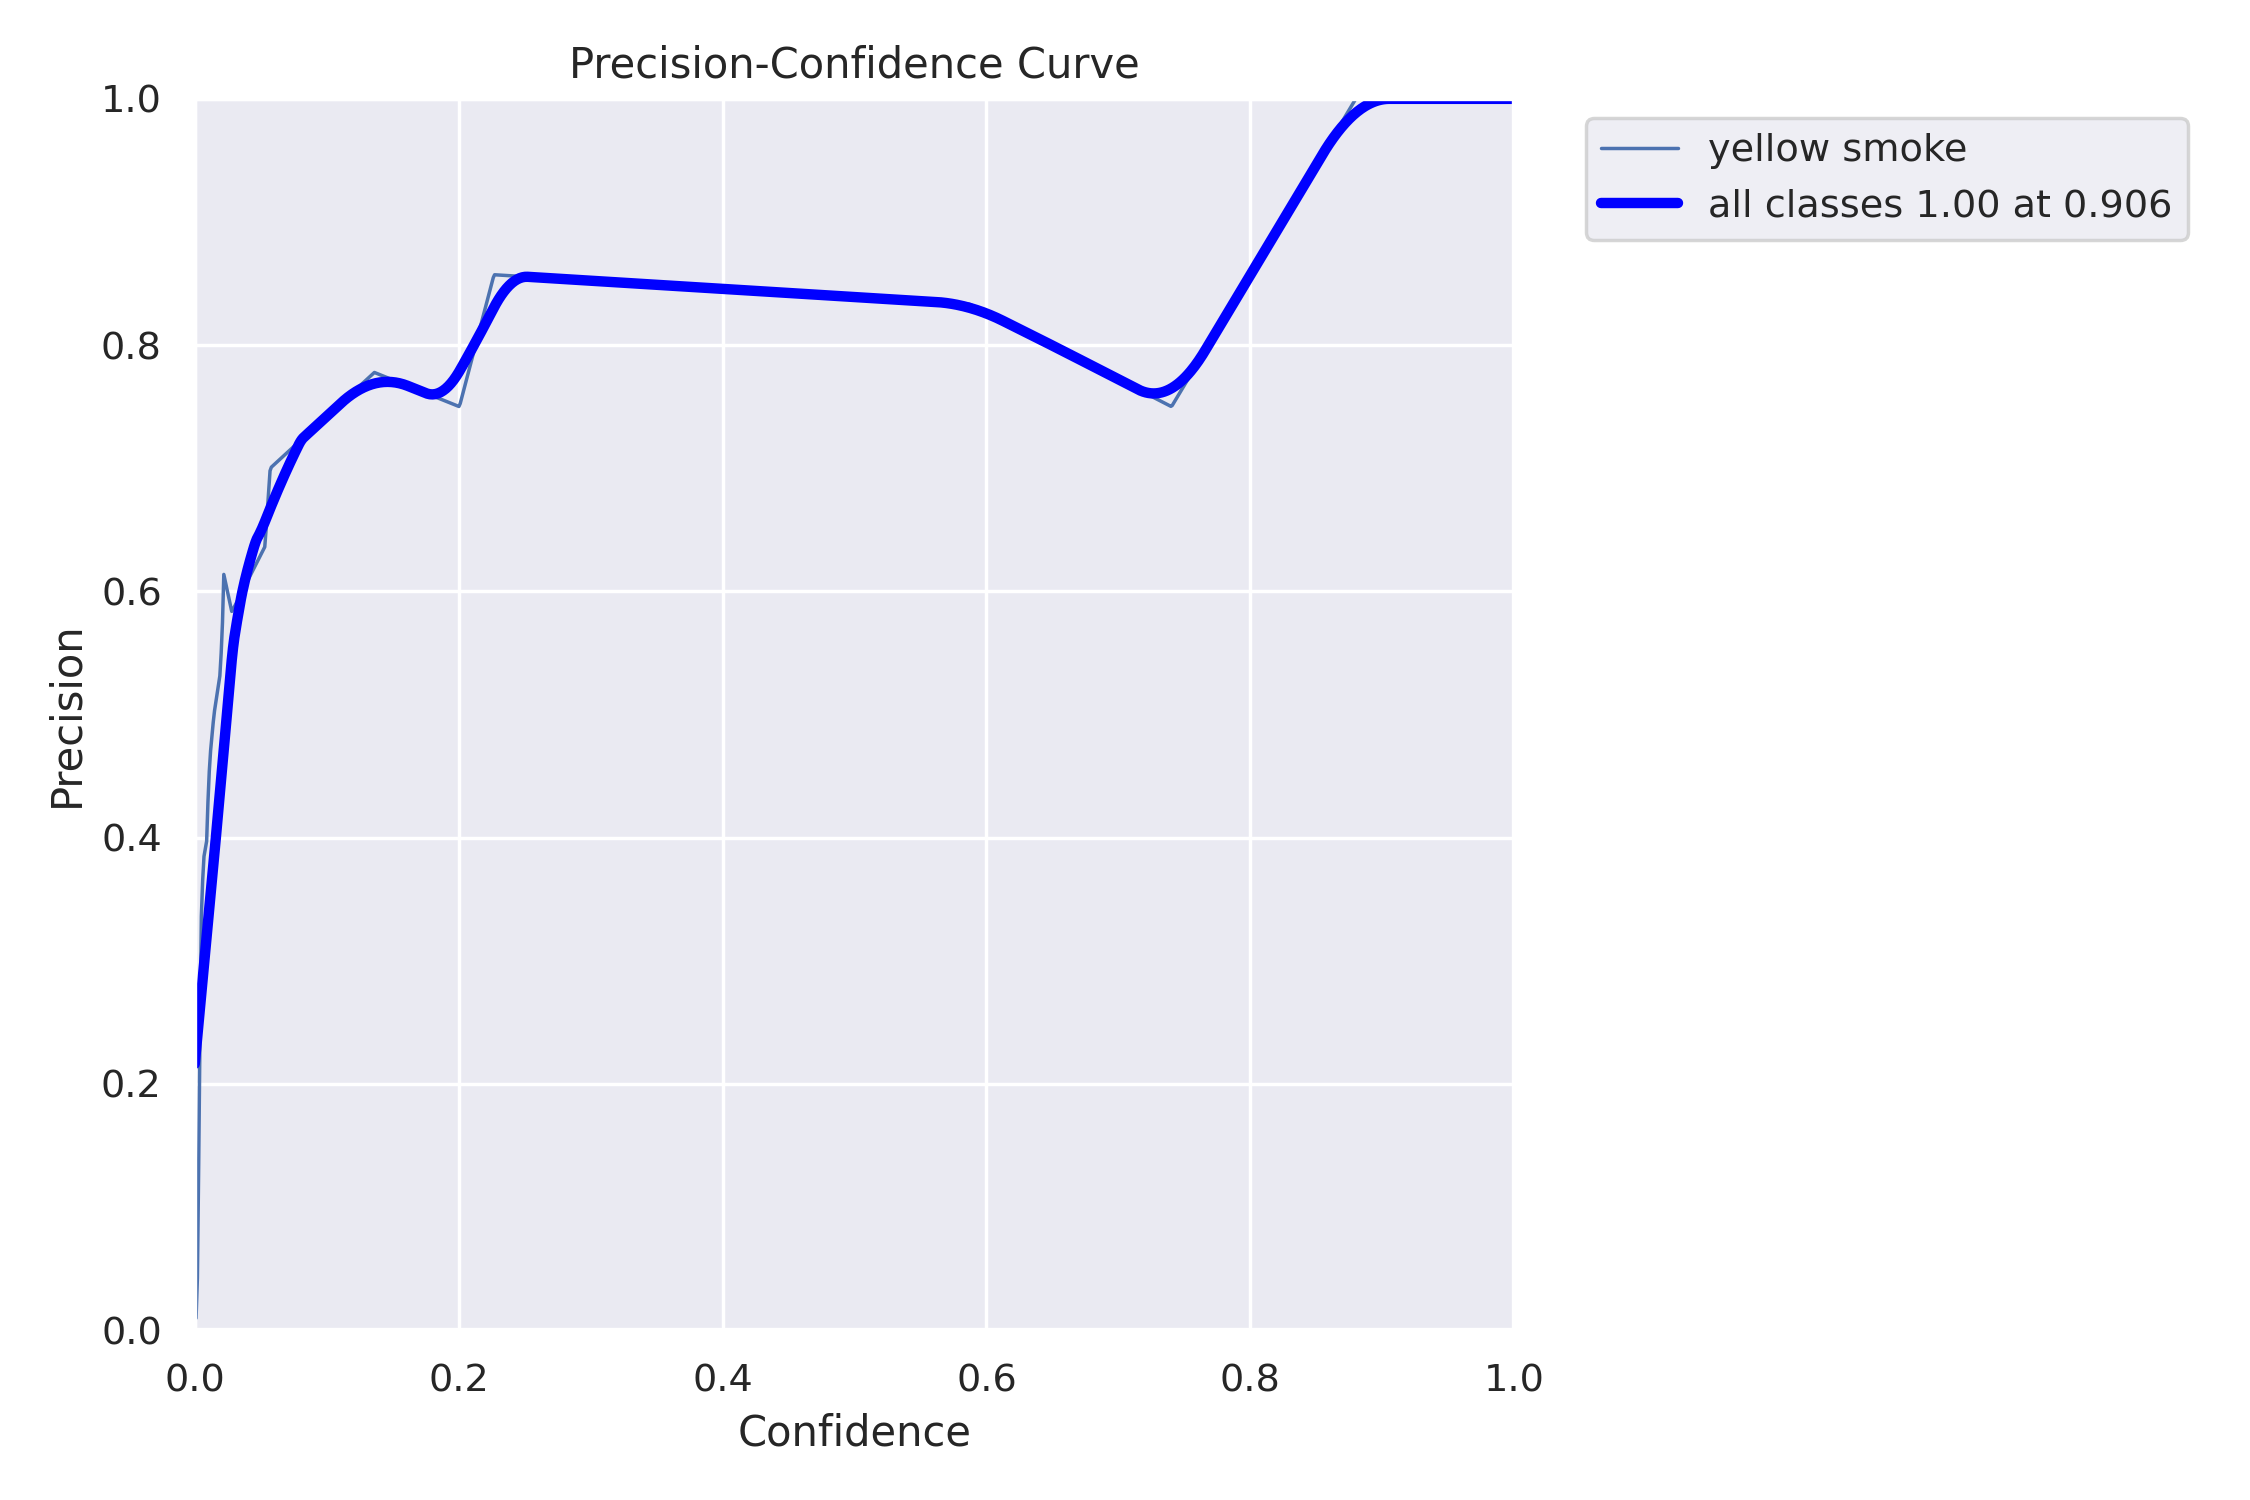 Precision-Confidence Curve
1.0
0.8
0.6
0.4
0.2
0.0
Precision
0.0 0.2 0.4 0.6 0.8 1.0
Confidence
yellow smoke
all classes 1.00 at 0.906